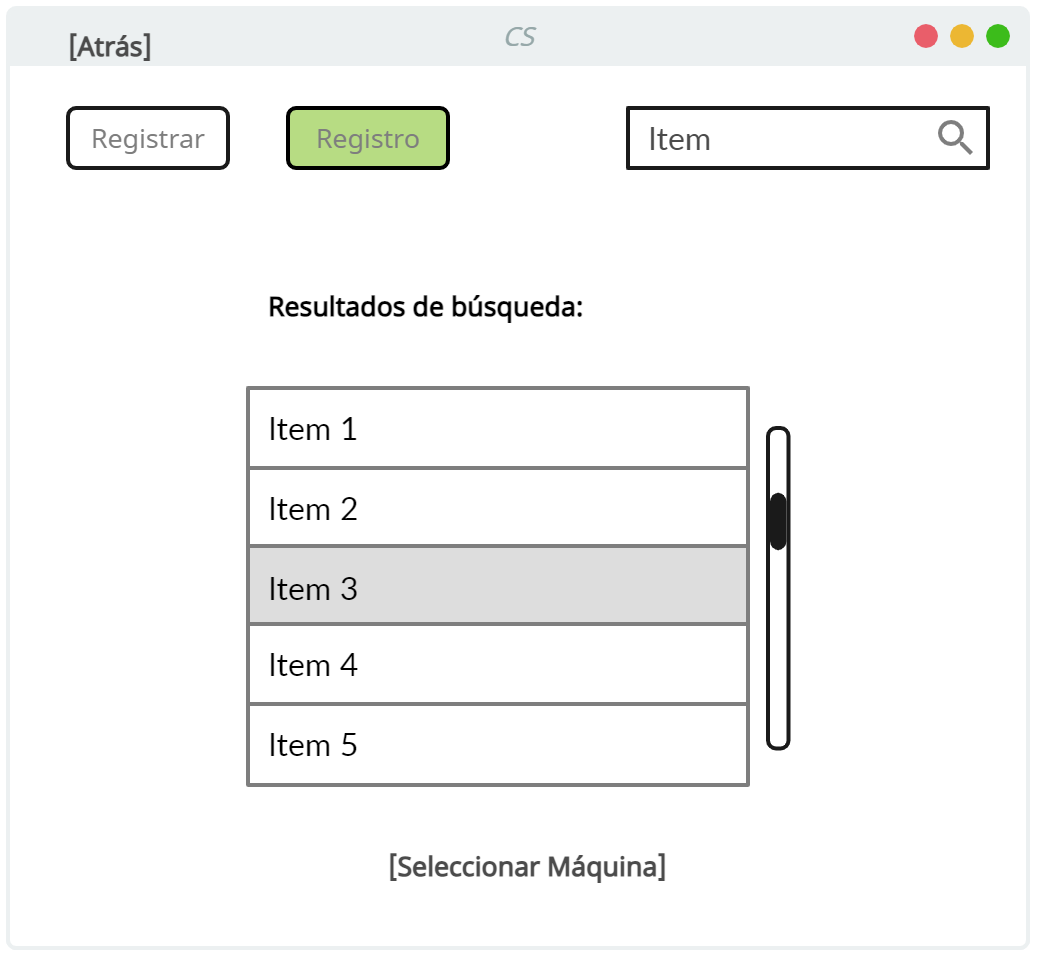 [Atrás]
CS
Registrar
Registro
Item
Resultados de búsqueda:
Item 1
Item 2
Item 3
Item 4
Item 5
[Seleccionar Máquina]